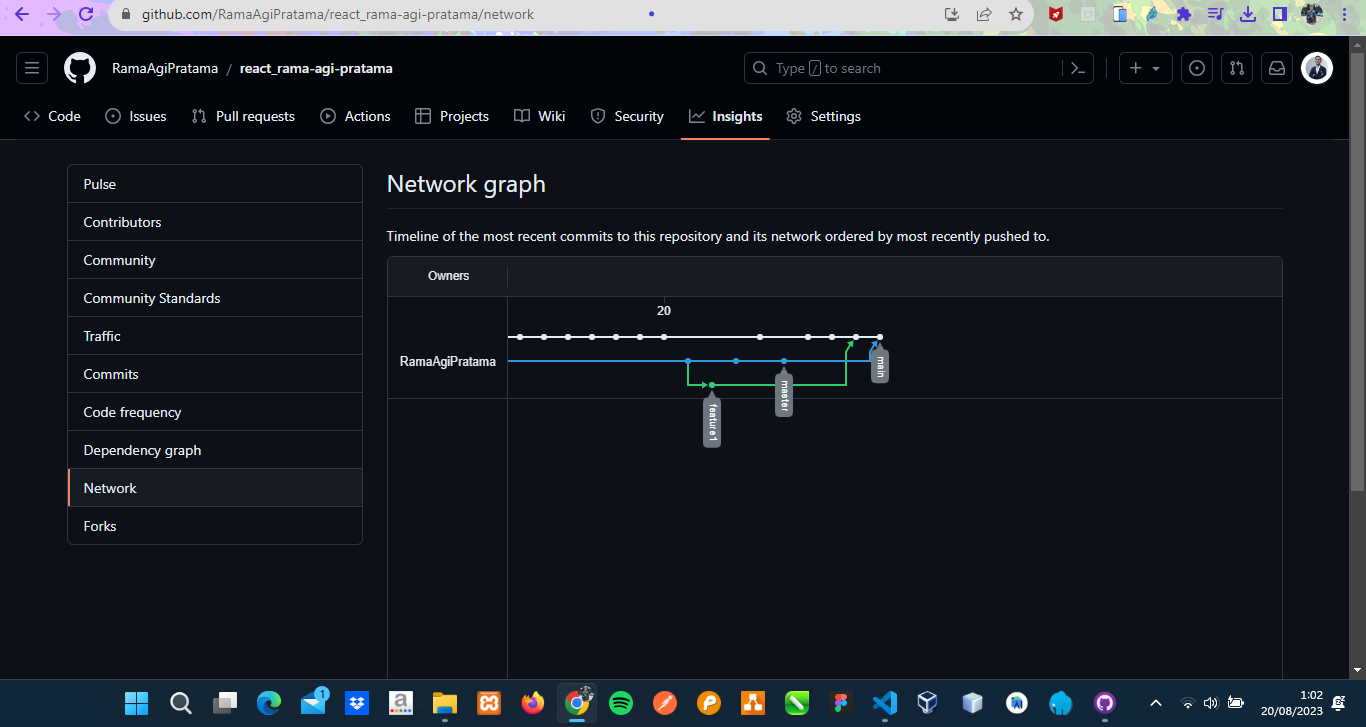 github.com/RamaAgiPratama/react_rama-agi-pratama/network
RamaAgiPratama / react_rama-agi-pratama
Type / to search
Code Issues Pull requests Actions Projects Wiki Security Insights Settings
Pulse
Contributors
Community
Community Standards
Traffic
Commits
Code frequency
Dependency graph
Network
Forks
Network graph
Timeline of the most recent commits to this repository and its network ordered by most recently pushed to.
Owners
20
RamaAgiPratama
main
master
feature1
1
1:02
20/08/2023